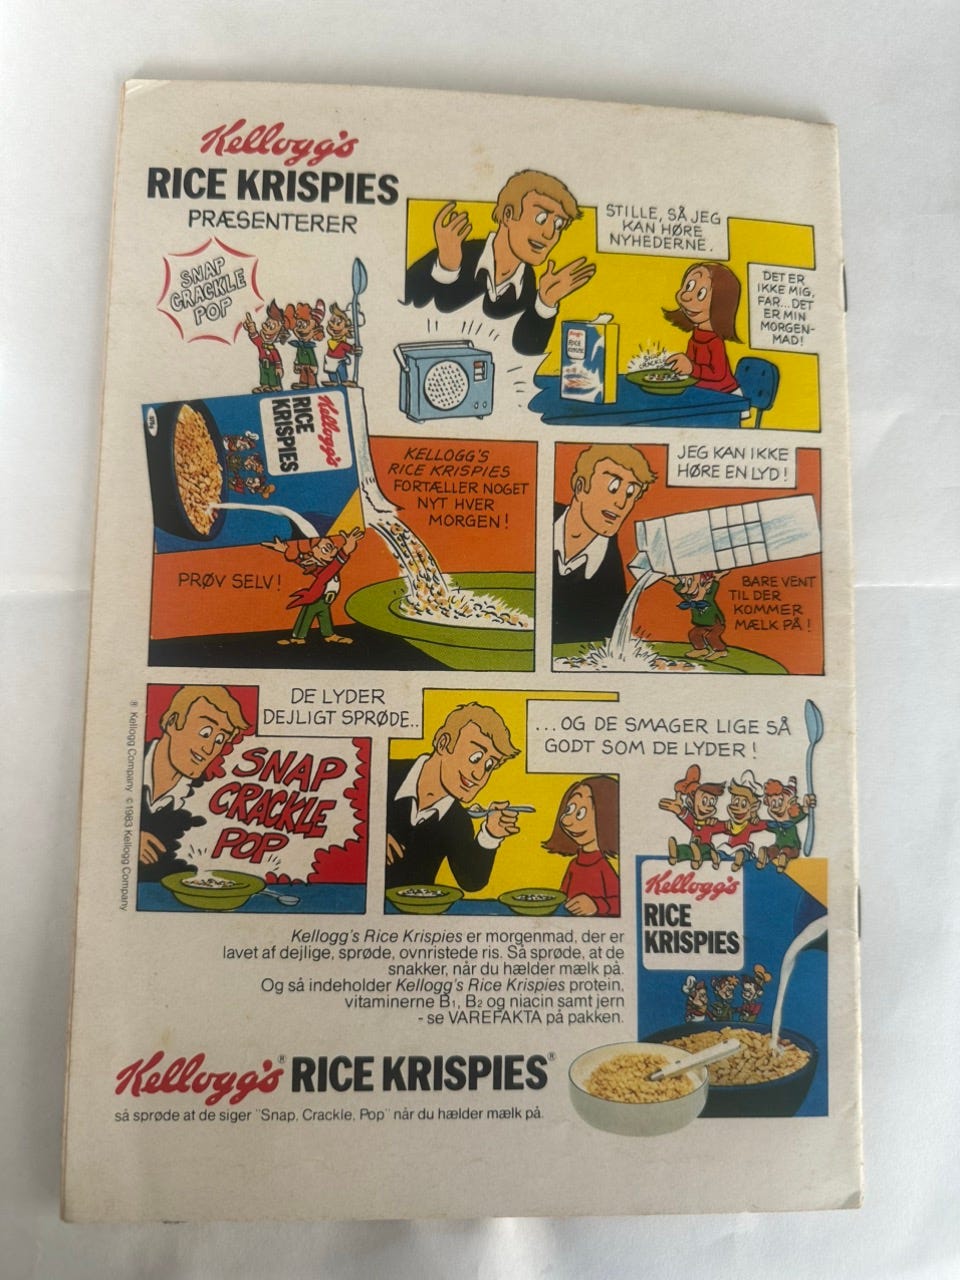 Kellogg's
RICE KRISPIES
PRÆSENTERER
SNAP
CRACKLE
POP
STILLE, SÅ JEG
KAN HØRE
NYHEDERNE.
DET ER
IKKE MIG,
FAR...DET
ER MIN
MORGEN-
MAD!
Kellogg's
RICE
KRISPIES
KELLOGG'S
RICE KRISPIES
FORTÆLLER NOGET
NYT HVER
MORGEN!
PRØV SELV!
JEG KAN IKKE
HØRE EN LYD!
BARE VENT
TIL DER
KOMMER
MÆLK PÅ!
DE LYDER
DEJLIGT SPRØDE..
SNAP
CRACKLE
POP
...OG DE SMAGER LIGE SÅ
GODT SOM DE LYDER!
® Kellogg Company © 1983 Kellogg Company
Kellogg's
RICE
KRISPIES
Kellogg's Rice Krispies er morgenmad, der er
lavet af dejlige, sprøde, ovnristede ris. Så sprøde, at de
snakker, når du hælder mælk på.
Og så indeholder Kellogg's Rice Krispies protein,
vitaminerne B1, B2 og niacin samt jern
- se VAREFAKTA på pakken.
Kellogg's® RICE KRISPIES®
så sprøde at de siger "Snap, Crackle, Pop" når du hælder mælk på.